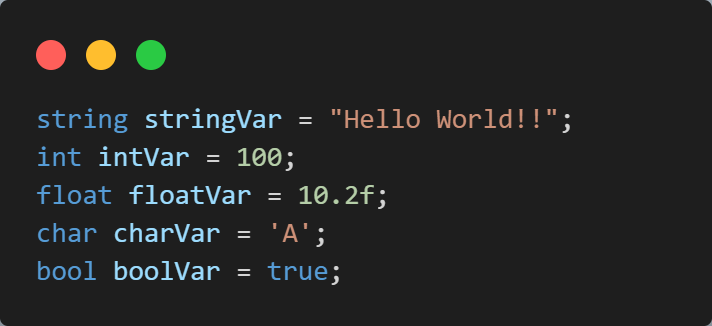 string stringVar = "Hello World!!";
int intVar = 100;
float floatVar = 10.2f;
char charVar = 'A';
bool boolVar = true;